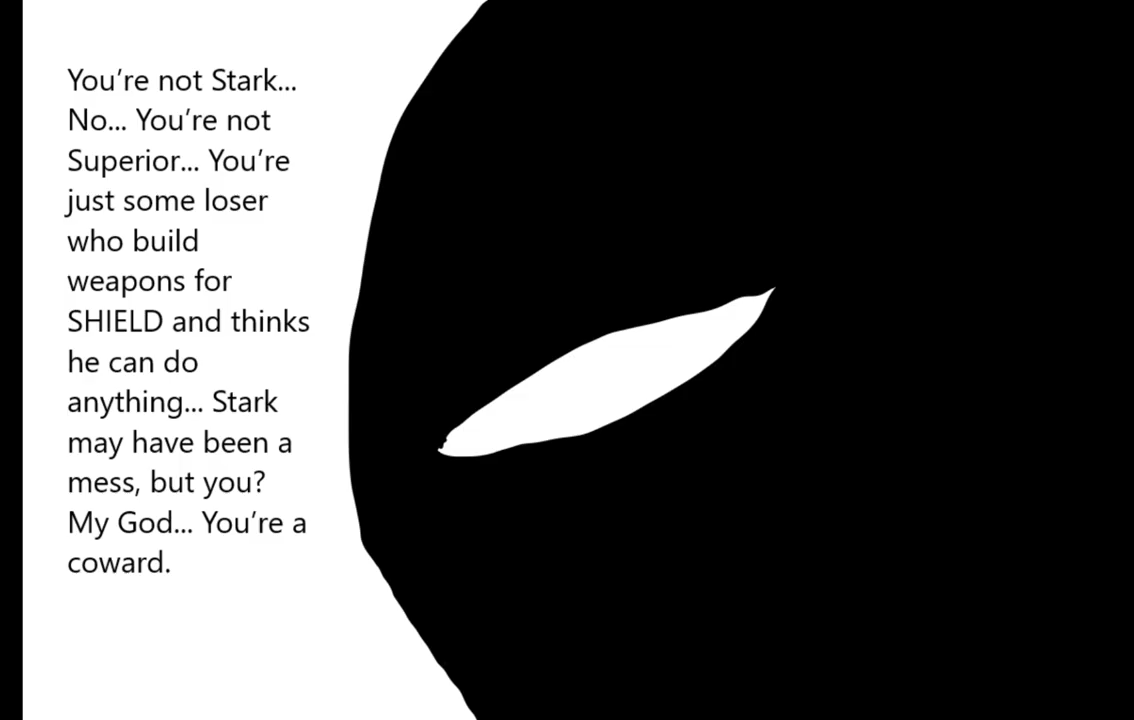 You’re not Stark...
No... You’re not
Superior... You’re
just some loser
who build
weapons for
SHIELD and thinks
he can do
anything... Stark
may have been a
mess, but you?
My God... You’re a
coward.